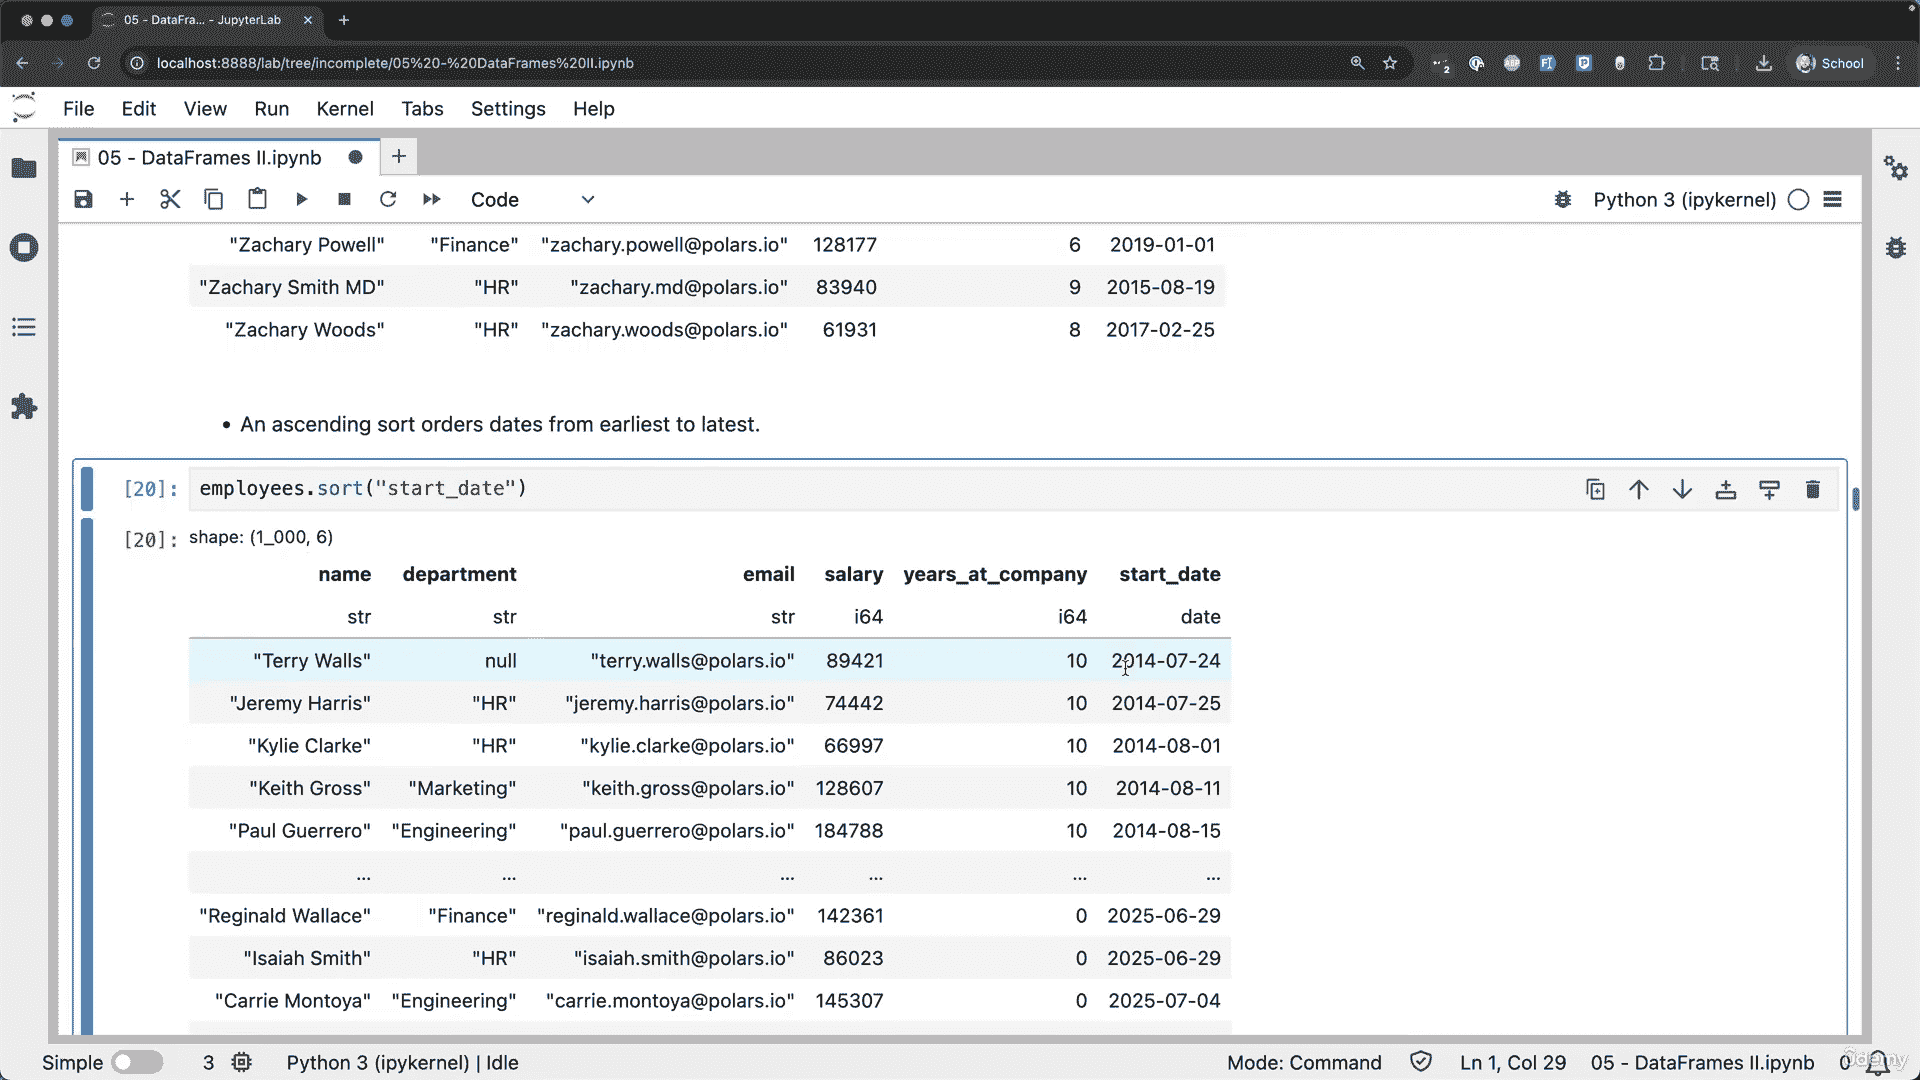 05 - DataFra... - JupyterLab
localhost:8888/lab/tree/incomplete/05%20-%20DataFrames%20II.ipynb
2
ABP
School
File Edit View Run Kernel Tabs Settings Help
05 - DataFrames II.ipynb
Code
Python 3 (ipykernel)
"Zachary Powell" "Finance" "zachary.powell@polars.io" 128177 6 2019-01-01
"Zachary Smith MD" "HR" "zachary.md@polars.io" 83940 9 2015-08-19
"Zachary Woods" "HR" "zachary.woods@polars.io" 61931 8 2017-02-25
• An ascending sort orders dates from earliest to latest.
[20]: employees.sort("start_date")
[20]: shape: (1_000, 6)
name department email salary years_at_company start_date
str str str i64 i64 date
"Terry Walls" null "terry.walls@polars.io" 89421 10 2014-07-24
"Jeremy Harris" "HR" "jeremy.harris@polars.io" 74442 10 2014-07-25
"Kylie Clarke" "HR" "kylie.clarke@polars.io" 66997 10 2014-08-01
"Keith Gross" "Marketing" "keith.gross@polars.io" 128607 10 2014-08-11
"Paul Guerrero" "Engineering" "paul.guerrero@polars.io" 184788 10 2014-08-15
... ... ... ... ... ...
"Reginald Wallace" "Finance" "reginald.wallace@polars.io" 142361 0 2025-06-29
"Isaiah Smith" "HR" "isaiah.smith@polars.io" 86023 0 2025-06-29
"Carrie Montoya" "Engineering" "carrie.montoya@polars.io" 145307 0 2025-07-04
Simple 3 Python 3 (ipykernel) | Idle Mode: Command Ln 1, Col 29 05 - DataFrames II.ipynb 0
udemy